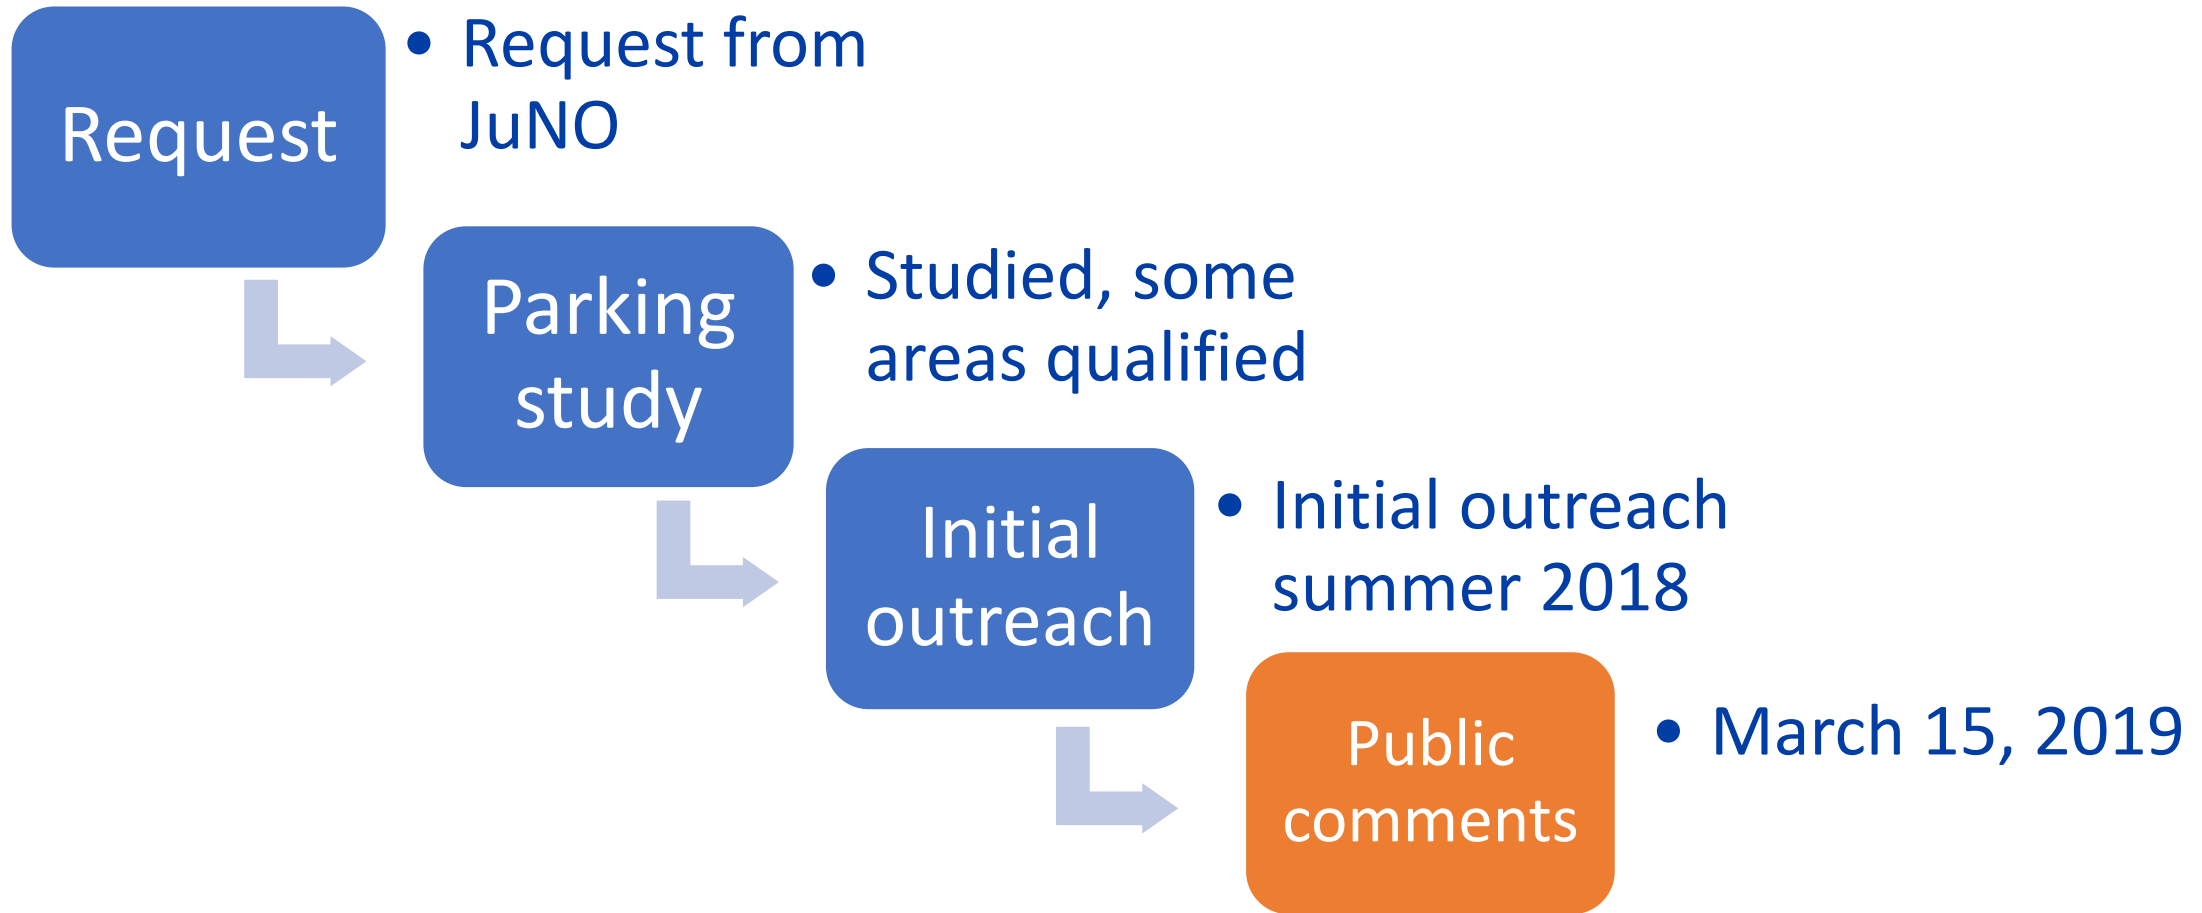 Request
• Request from
JuNO
Parking
study
• Studied, some
areas qualified
Initial
outreach
• Initial outreach
summer 2018
Public
comments
• March 15, 2019